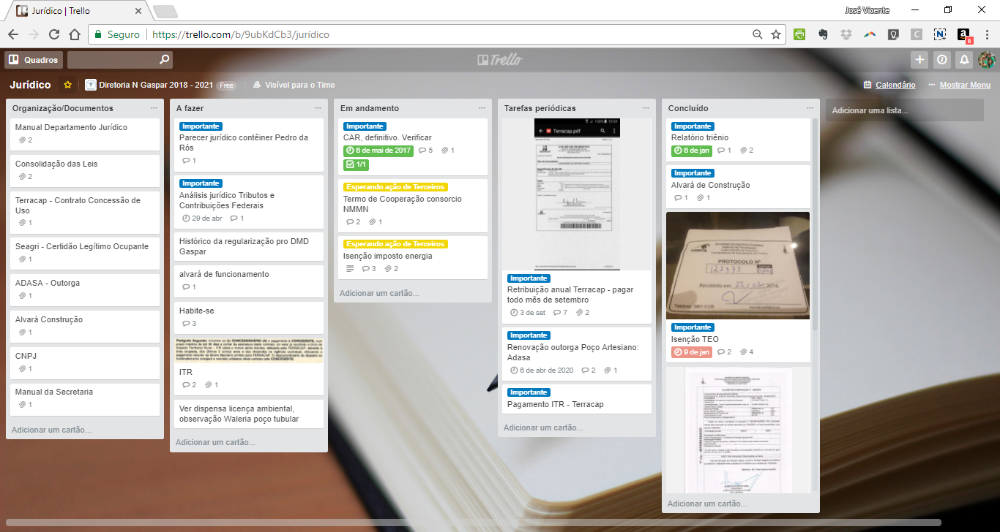 Jurídico | Trello
José Vicente
Seguro
https://trello.com/b/9ubKdCb3/jurídico
8
Quadros
Trello
Jurídico
Diretoria N Gaspar 2018 - 2021
Free
Visível para o Time
Calendário
Mostrar Menu
Organização/Documentos
Manual Departamento Jurídico
2
Consolidação das Leis
2
Terracap - Contrato Concessão de
Uso
1
Seagri - Certidão Legítimo Ocupante
1
ADASA - Outorga
1
Alvará Construção
1
CNPJ
1
Manual da Secretaria
1
Adicionar um cartão...
A fazer
Importante
Parecer jurídico contêiner Pedro da
Rós
1
Importante
Análisis jurídico Tributos e
Contribuições Federais
29 de abr 1
Histórico da regularização pro DMD
Gaspar
alvará de funcionamento
1
Habite-se
3
ITR
2 1
Ver dispensa licença ambiental,
observação Waleria poço tubular
Adicionar um cartão...
Em andamento
Importante
CAR, definitivo. Verificar
6 de mai de 2017 5 1
1/1
Esperando ação de Terceiros
Termo de Cooperação consorcio
NMMN
2 1
Esperando ação de Terceiros
Isenção imposto energia
3 2
Adicionar um cartão...
Tarefas periódicas
100% 10:59
Terracap.pdf
Importante
Retribuição anual Terracap - pagar
todo mês de setembro
3 de set 7 2
Importante
Renovação outorga Poço Artesiano:
Adasa
6 de abr de 2020 2 1
Importante
Pagamento ITR - Terracap
Adicionar um cartão...
Concluído
Importante
Relatório triênio
6 de jan 1 2
Importante
Alvará de Construção
1 1
PROTOCOLO Nº
Recebido em 22/02 2016
Importante
Isenção TEO
9 de jan 2 4
Adicionar um cartão...
Adicionar uma lista...